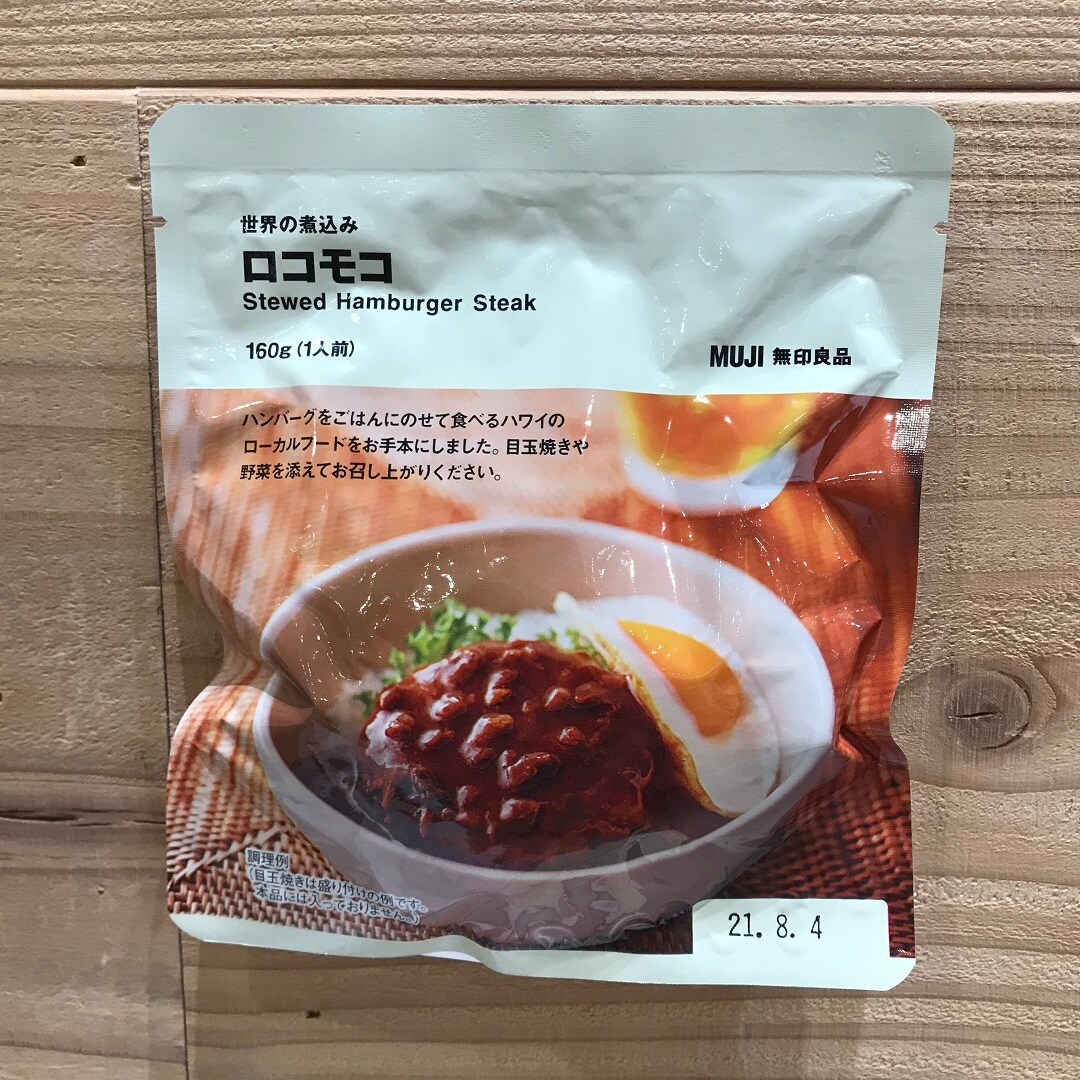 世界の煮込み
ロコモコ
Stewed Hamburger Steak
160g（1人前）
MUJI 無印良品
ハンバーグをごはんにのせて食べるハワイの
ローカルフードをお手本にしました。目玉焼きや
野菜を添えてお召し上がりください。
調理例
（目玉焼きは盛り付けの例です。
本品には入っておりません。）
21. 8. 4